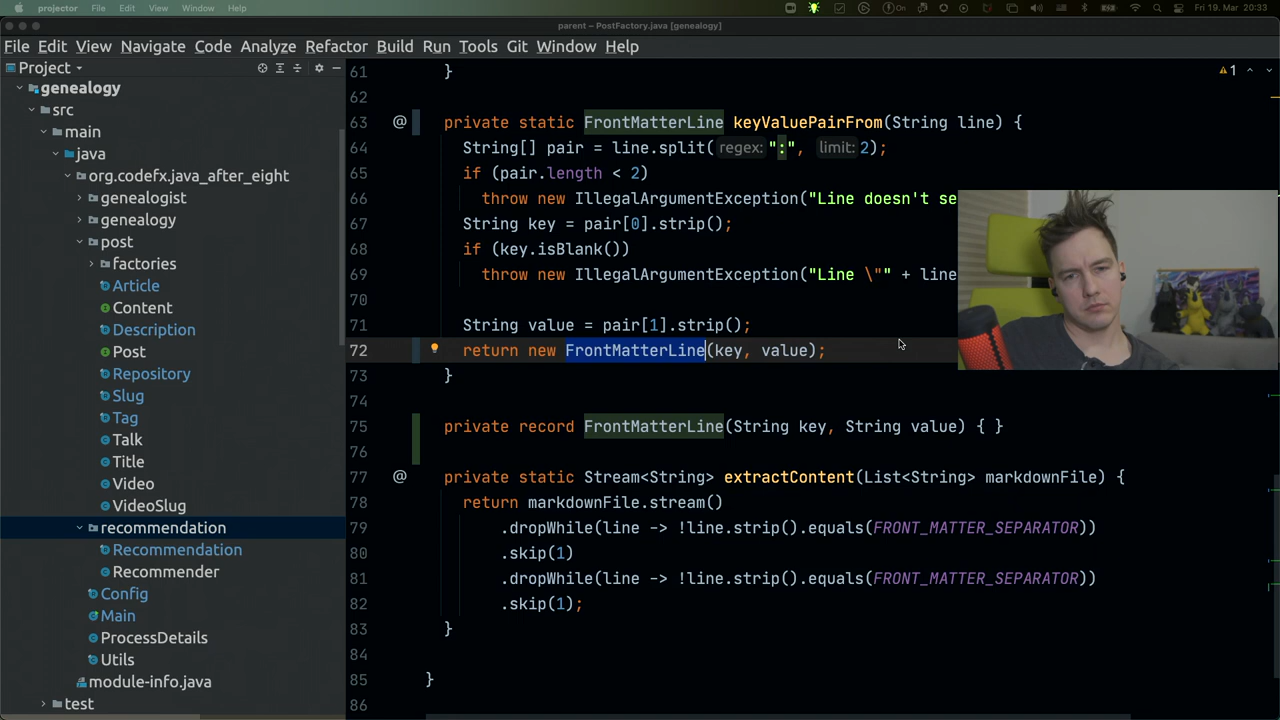 projector File Edit View Window Help On Fri 19. Mar 20:33
parent – PostFactory.java [genealogy]
File Edit View Navigate Code Analyze Refactor Build Run Tools Git Window Help
Project
genealogy
src
main
java
org.codefx.java_after_eight
genealogist
genealogy
post
factories
Article
Content
Description
Post
Repository
Slug
Tag
Talk
Title
Video
VideoSlug
recommendation
Recommendation
Recommender
Config
Main
ProcessDetails
Utils
module-info.java
test
1
61 }
62
63 @ private static FrontMatterLine keyValuePairFrom(String line) {
64 String[] pair = line.split( regex: ":", limit: 2);
65 if (pair.length < 2)
66 throw new IllegalArgumentException("Line doesn't se
67 String key = pair[0].strip();
68 if (key.isBlank())
69 throw new IllegalArgumentException("Line \"" + line
70
71 String value = pair[1].strip();
72 return new FrontMatterLine(key, value);
73 }
74
75 private record FrontMatterLine(String key, String value) { }
76
77 @ private static Stream<String> extractContent(List<String> markdownFile) {
78 return markdownFile.stream()
79 .dropWhile(line -> !line.strip().equals(FRONT_MATTER_SEPARATOR))
80 .skip(1)
81 .dropWhile(line -> !line.strip().equals(FRONT_MATTER_SEPARATOR))
82 .skip(1);
83 }
84
85 }
86